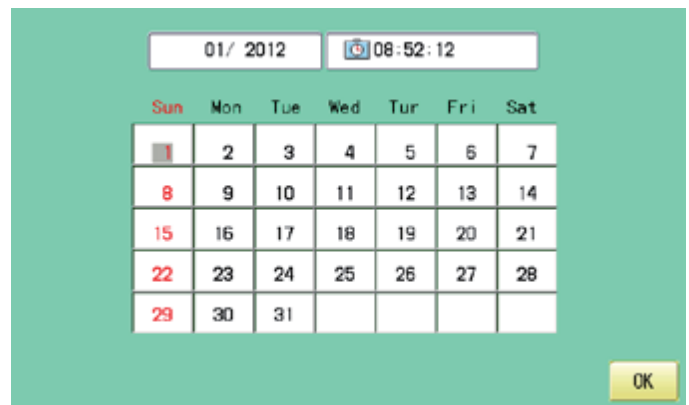 01/ 2012 08:52:12
Sun Mon Tue Wed Tur Fri Sat
1 2 3 4 5 6 7
8 9 10 11 12 13 14
15 16 17 18 19 20 21
22 23 24 25 26 27 28
29 30 31
OK